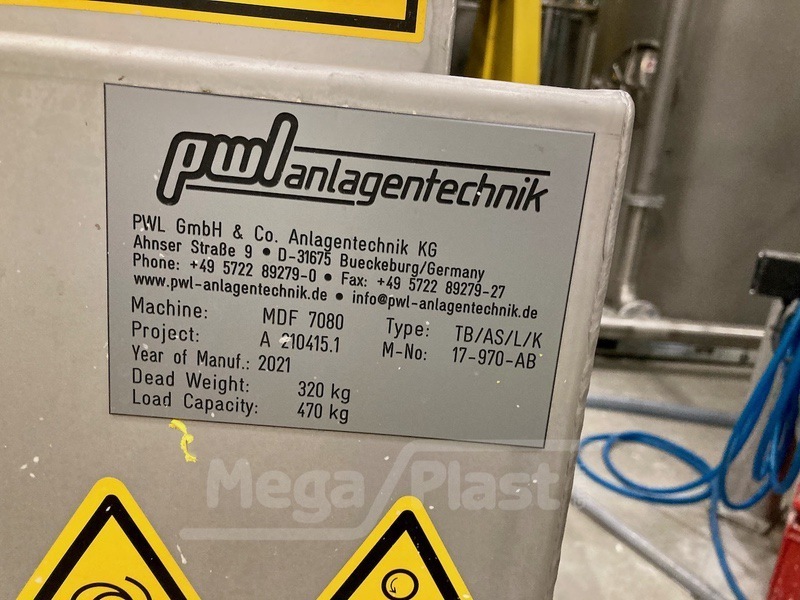 pwl anlagentechnik
PWL GmbH & Co. Anlagentechnik KG
Ahnser Straße 9 • D-31675 Bueckeburg/Germany
Phone: +49 5722 89279-0 • Fax: +49 5722 89279-27
www.pwl-anlagentechnik.de • info@pwl-anlagentechnik.de
Machine: MDF 7080 Type: TB/AS/L/K
Project: A 210415.1 M-No: 17-970-AB
Year of Manuf.: 2021
Dead Weight: 320 kg
Load Capacity: 470 kg
Mega Plast